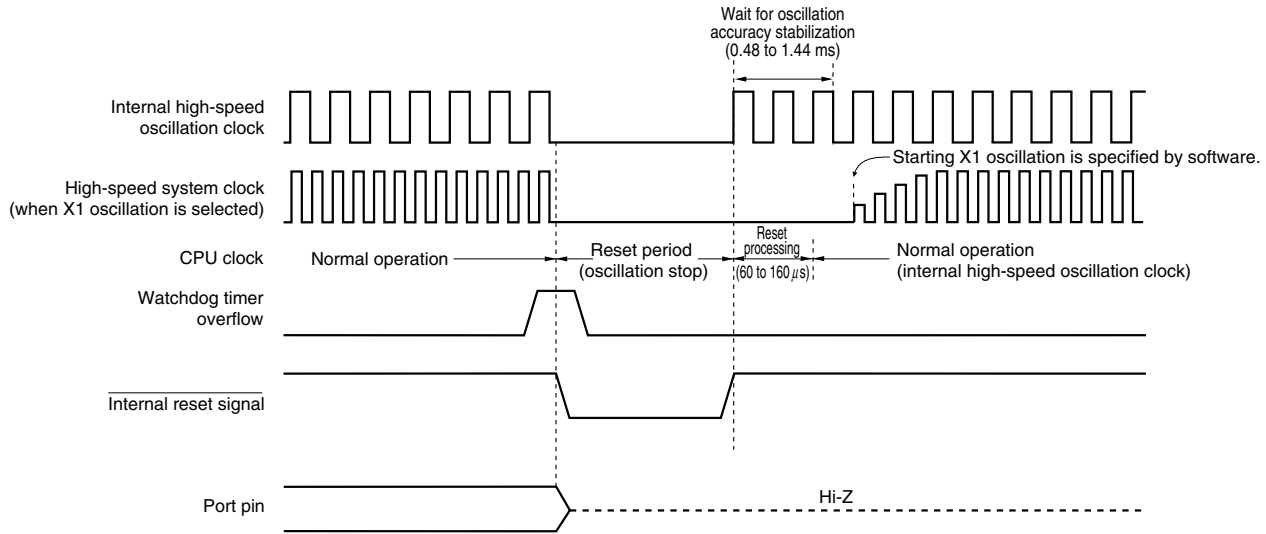 Wait for oscillation
accuracy stabilization
(0.48 to 1.44 ms)
Internal high-speed
oscillation clock
Starting X1 oscillation is specified by software.
High-speed system clock
(when X1 oscillation is selected)
CPU clock
Normal operation
Reset period
(oscillation stop)
Reset
processing
(60 to 160 μs)
Normal operation
(internal high-speed oscillation clock)
Watchdog timer
overflow
Internal reset signal
Port pin
Hi-Z